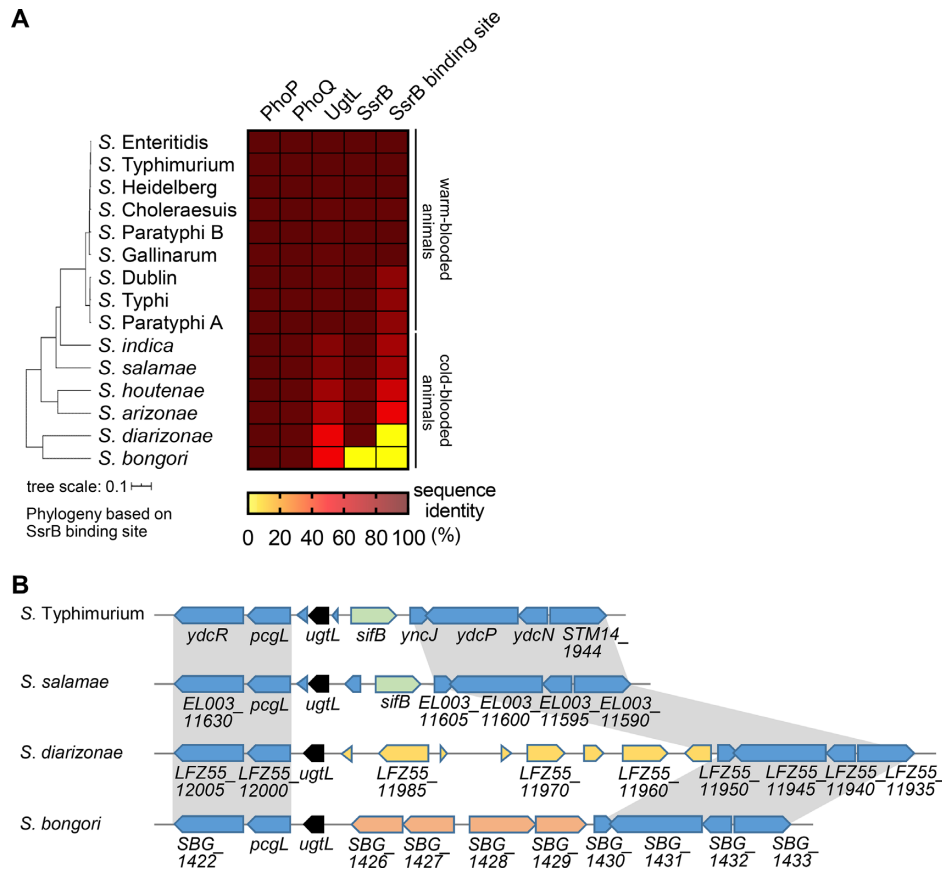 A
PhoP
PhoQ
UgtL
SsrB
SsrB binding site
S. Enteritidis
S. Typhimurium
S. Heidelberg
S. Choleraesuis
S. Paratyphi B
S. Gallinarum
S. Dublin
S. Typhi
S. Paratyphi A
S. indica
S. salamae
S. houtenae
S. arizonae
S. diarizonae
S. bongori
warm-blooded
animals
cold-blooded
animals
tree scale: 0.1
Phylogeny based on
SsrB binding site
sequence
identity
0 20 40 60 80 100 (%)
B
S. Typhimurium
ydcR pcgL ugtL sifB yncJ ydcP ydcN STM14_
1944
S. salamae
EL003_ pcgL ugtL sifB EL003_ EL003_ EL003_ EL003_
11630 11605 11600 11595 11590
S. diarizonae
LFZ55_ LFZ55_ ugtL LFZ55_ LFZ55_ LFZ55_ LFZ55_ LFZ55_ LFZ55_ LFZ55_
12005 12000 11985 11970 11960 11950 11945 11940 11935
S. bongori
SBG_ pcgL ugtL SBG_ SBG_ SBG_ SBG_ SBG_ SBG_ SBG_ SBG_
1422 1426 1427 1428 1429 1430 1431 1432 1433